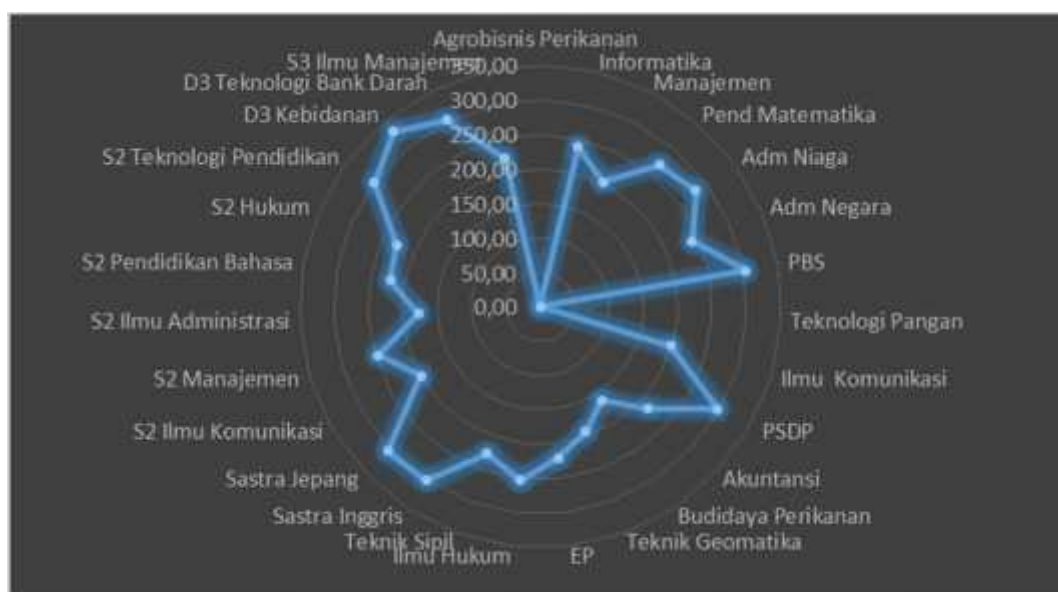 Agrobisnis Perikanan
Informatika
Manajemen
Pend Matematika
Adm Niaga
Adm Negara
PBS
Teknologi Pangan
Ilmu Komunikasi
PSDP
Akuntansi
Budidaya Perikanan
Teknik Geomatika
EP
Ilmu Hukum
Teknik Sipil
Sastra Inggris
Sastra Jepang
S2 Ilmu Komunikasi
S2 Manajemen
S2 Ilmu Administrasi
S2 Pendidikan Bahasa
S2 Hukum
S2 Teknologi Pendidikan
D3 Kebidanan
D3 Teknologi Bank Darah
S3 Ilmu Manajemen
350,00
300,00
250,00
200,00
150,00
100,00
50,00
0,00